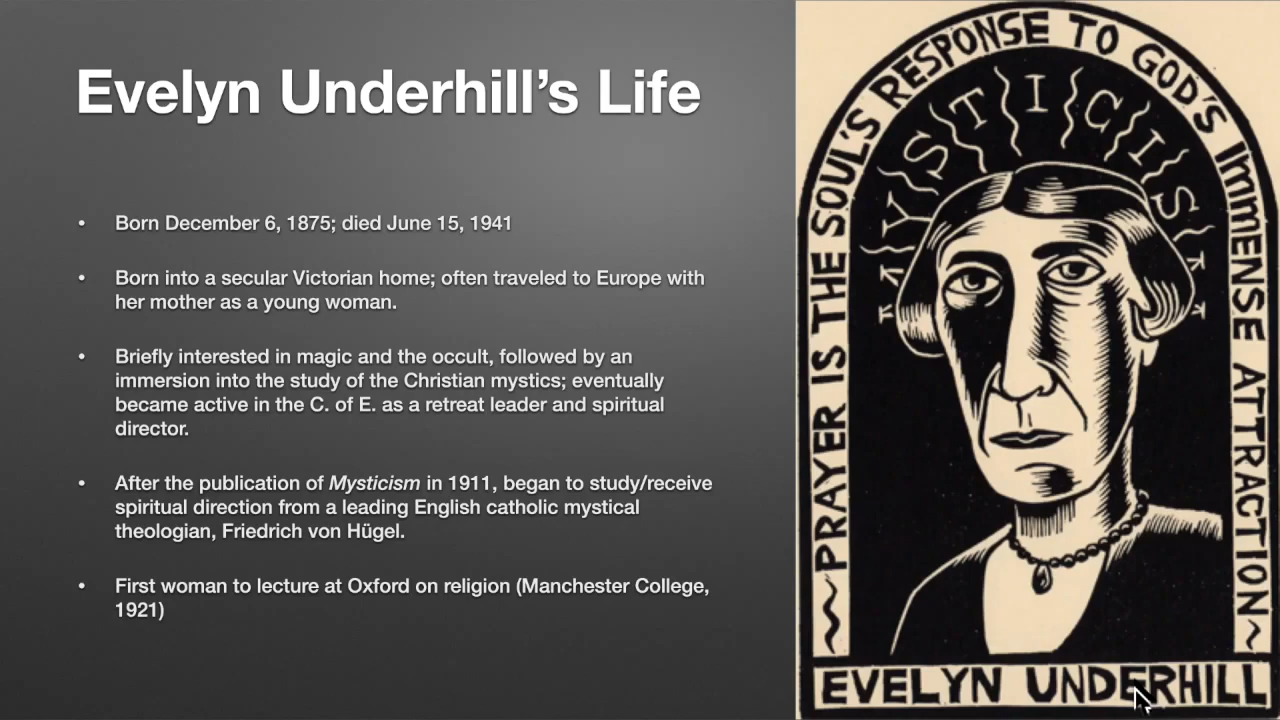 Evelyn Underhill’s Life
• Born December 6, 1875; died June 15, 1941
• Born into a secular Victorian home; often traveled to Europe with
her mother as a young woman.
• Briefly interested in magic and the occult, followed by an
immersion into the study of the Christian mystics; eventually
became active in the C. of E. as a retreat leader and spiritual
director.
• After the publication of Mysticism in 1911, began to study/receive
spiritual direction from a leading English catholic mystical
theologian, Friedrich von Hügel.
• First woman to lecture at Oxford on religion (Manchester College,
1921)
PRAYER IS THE SOUL'S RESPONSE TO GOD'S IMMENSE ATTRACTION
MYSTICISM
EVELYN UNDERHILL